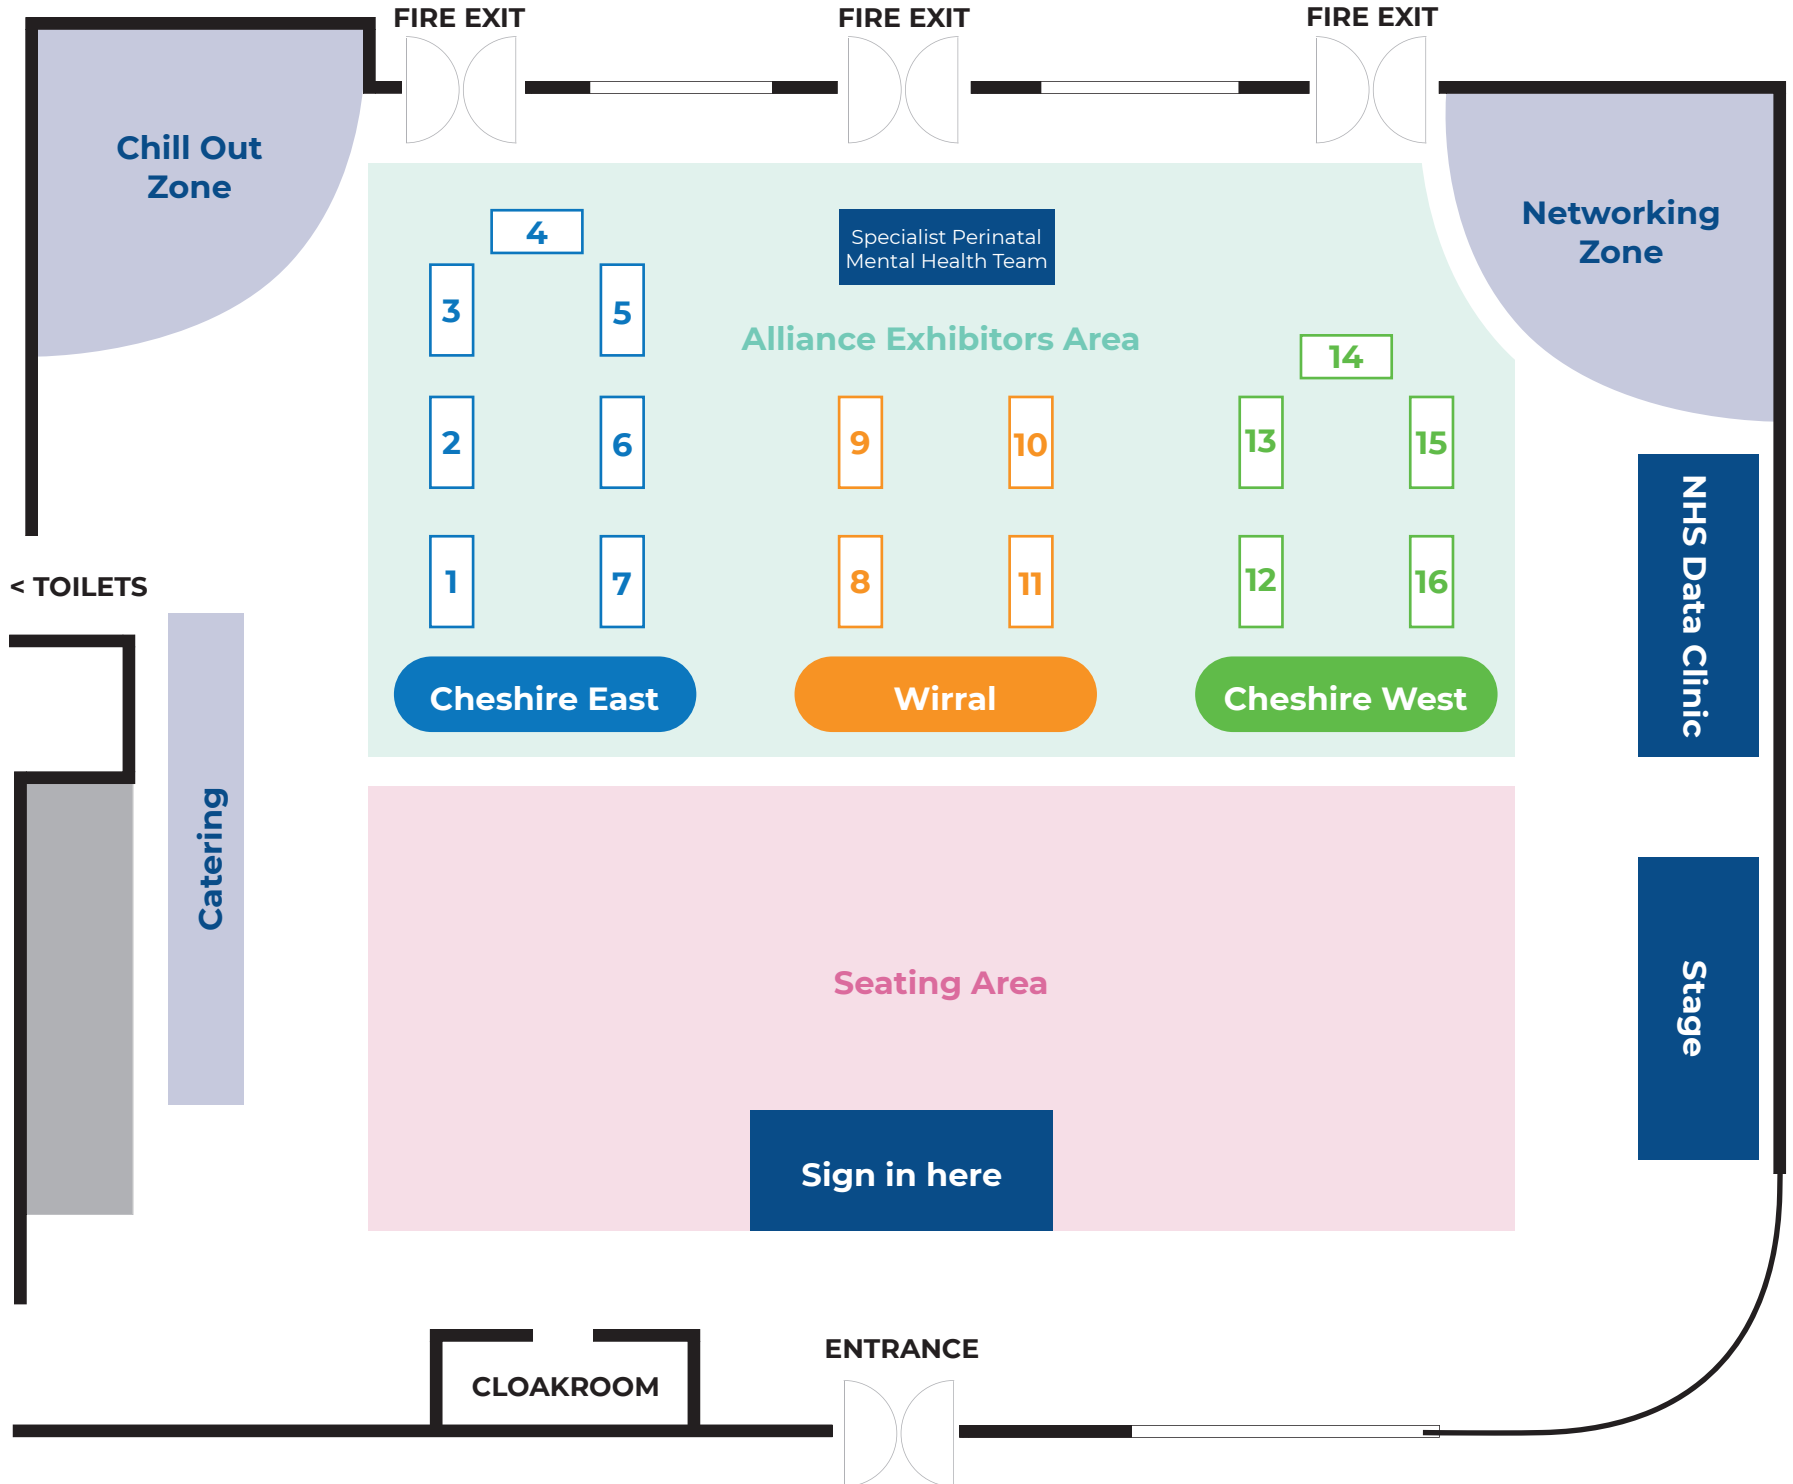 FIRE EXIT
FIRE EXIT
FIRE EXIT
Chill Out
Zone
Networking
Zone
4
Specialist Perinatal
Mental Health Team
3
5
Alliance Exhibitors Area
14
2
6
9
10
13
15
NHS Data Clinic
< TOILETS
1
7
8
11
12
16
Cheshire East
Wirral
Cheshire West
Catering
Seating Area
Stage
Sign in here
ENTRANCE
CLOAKROOM